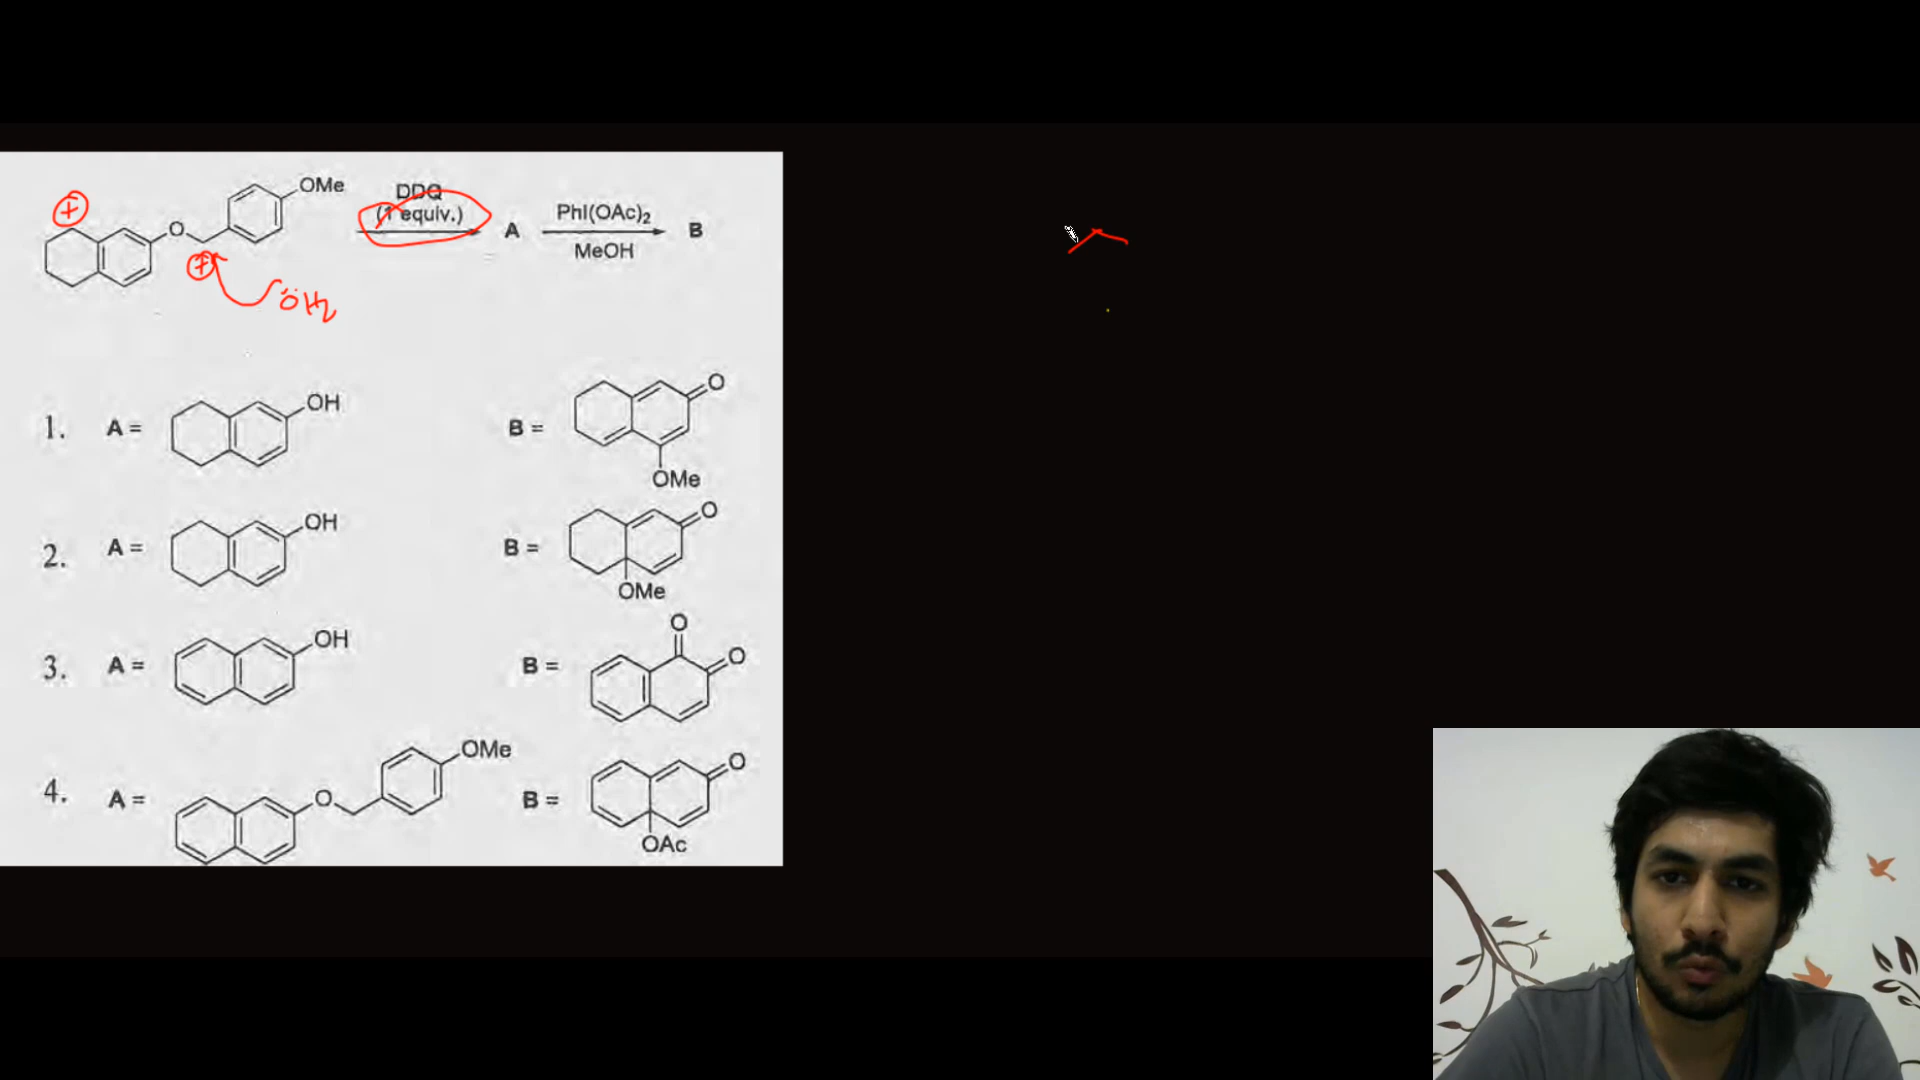 OMe
DDQ
(1 equiv.)
O
A
PhI(OAc)2
MeOH
B
+
+
ÖH2
1. A = OH B = O
OMe
2. A = OH B = O
OMe
3. A = OH B = O
O
4. A = O OMe B = O
OAc